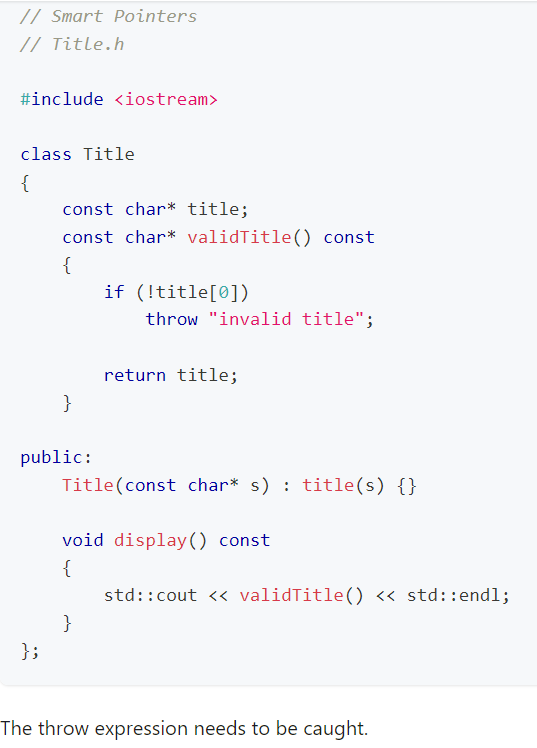 // Smart Pointers
// Title.h
#include <iostream>
class Title
{
const char* title;
const char* validTitle() const
{
if (!title[0])
throw "invalid title";
return title;
}
public:
Title(const char* s) : title(s) {}
void display() const
{
std::cout << validTitle() << std::endl;
}
};
The throw expression needs to be caught.